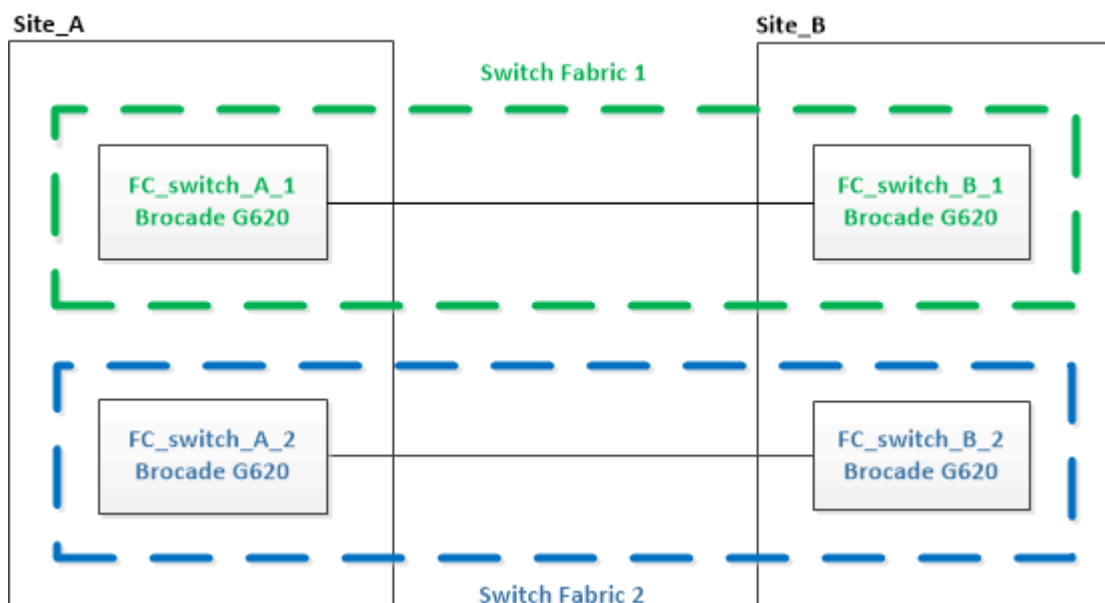 Site_A
Site_B
Switch Fabric 1
FC_switch_A_1
Brocade G620
FC_switch_B_1
Brocade G620
FC_switch_A_2
Brocade G620
FC_switch_B_2
Brocade G620
Switch Fabric 2